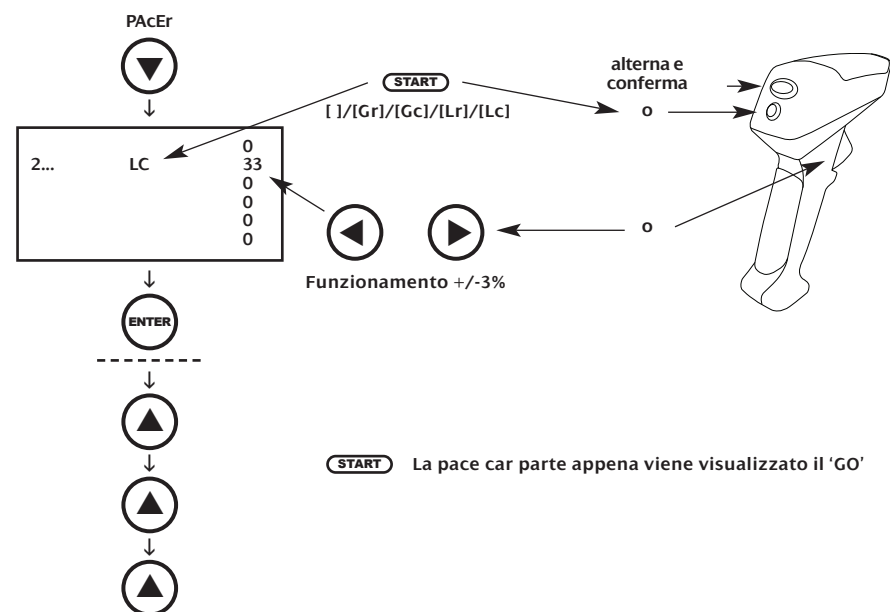 PAcEr
START
[ ]/[Gr]/[Gc]/[Lr]/[Lc]
alterna e
conferma
o
0
2... LC 33
0
0
0
0
o
Funzionamento +/-3%
ENTER
START La pace car parte appena viene visualizzato il ‘GO’